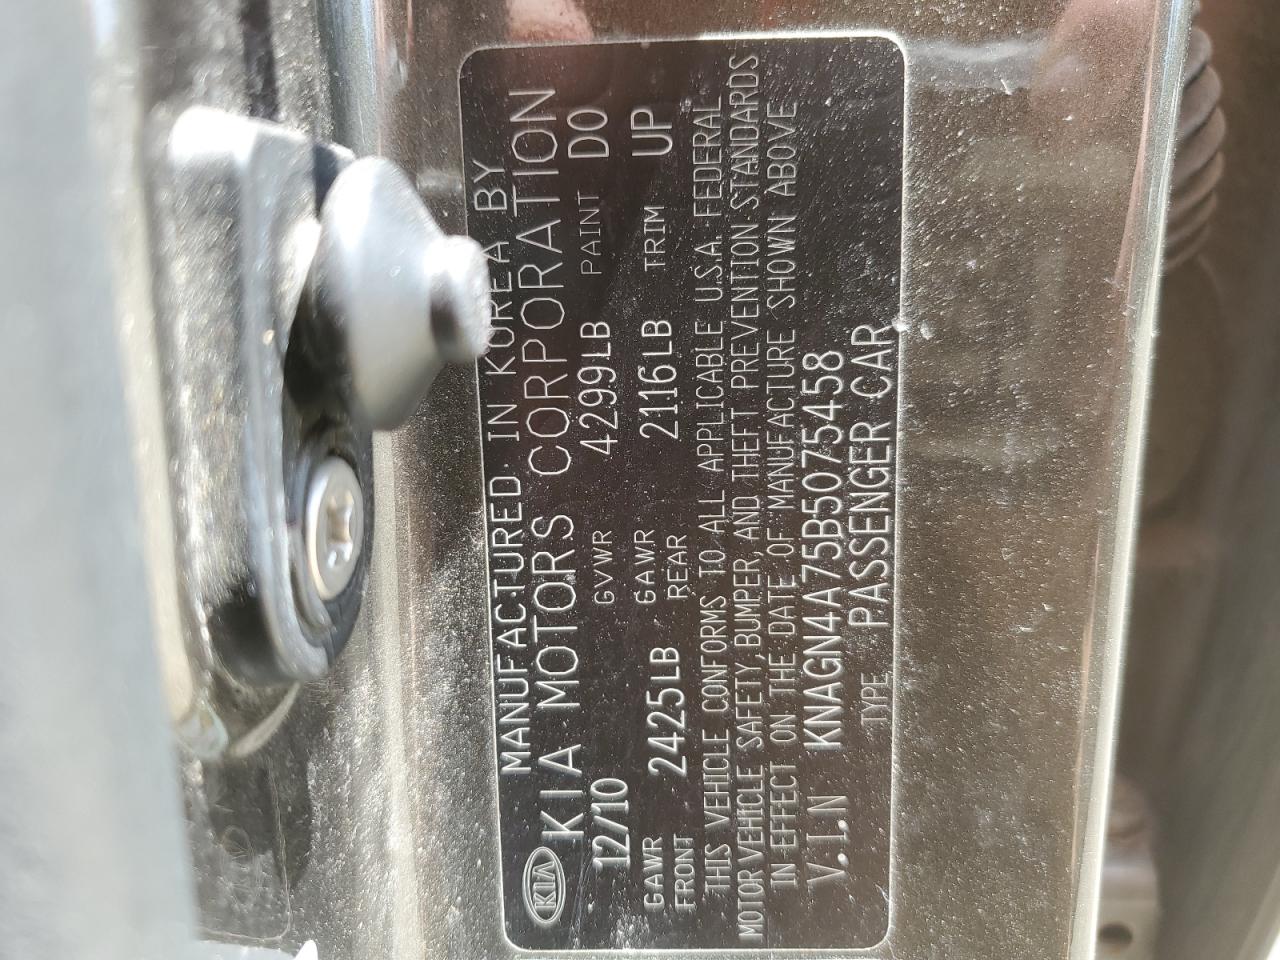 MANUFACTURED IN KOREA BY
KIA KIA MOTORS CORPORATION
12/10 GVWR 4299LB PAINT D0
GAWR FRONT 2425LB GAWR REAR 2116LB TRIM UP
THIS VEHICLE CONFORMS TO ALL APPLICABLE U.S.A. FEDERAL
MOTOR VEHICLE SAFETY, BUMPER, AND THEFT PREVENTION STANDARDS
IN EFFECT ON THE DATE OF MANUFACTURE SHOWN ABOVE
V.I.N KNAGN4A75B5075458
TYPE PASSENGER CAR